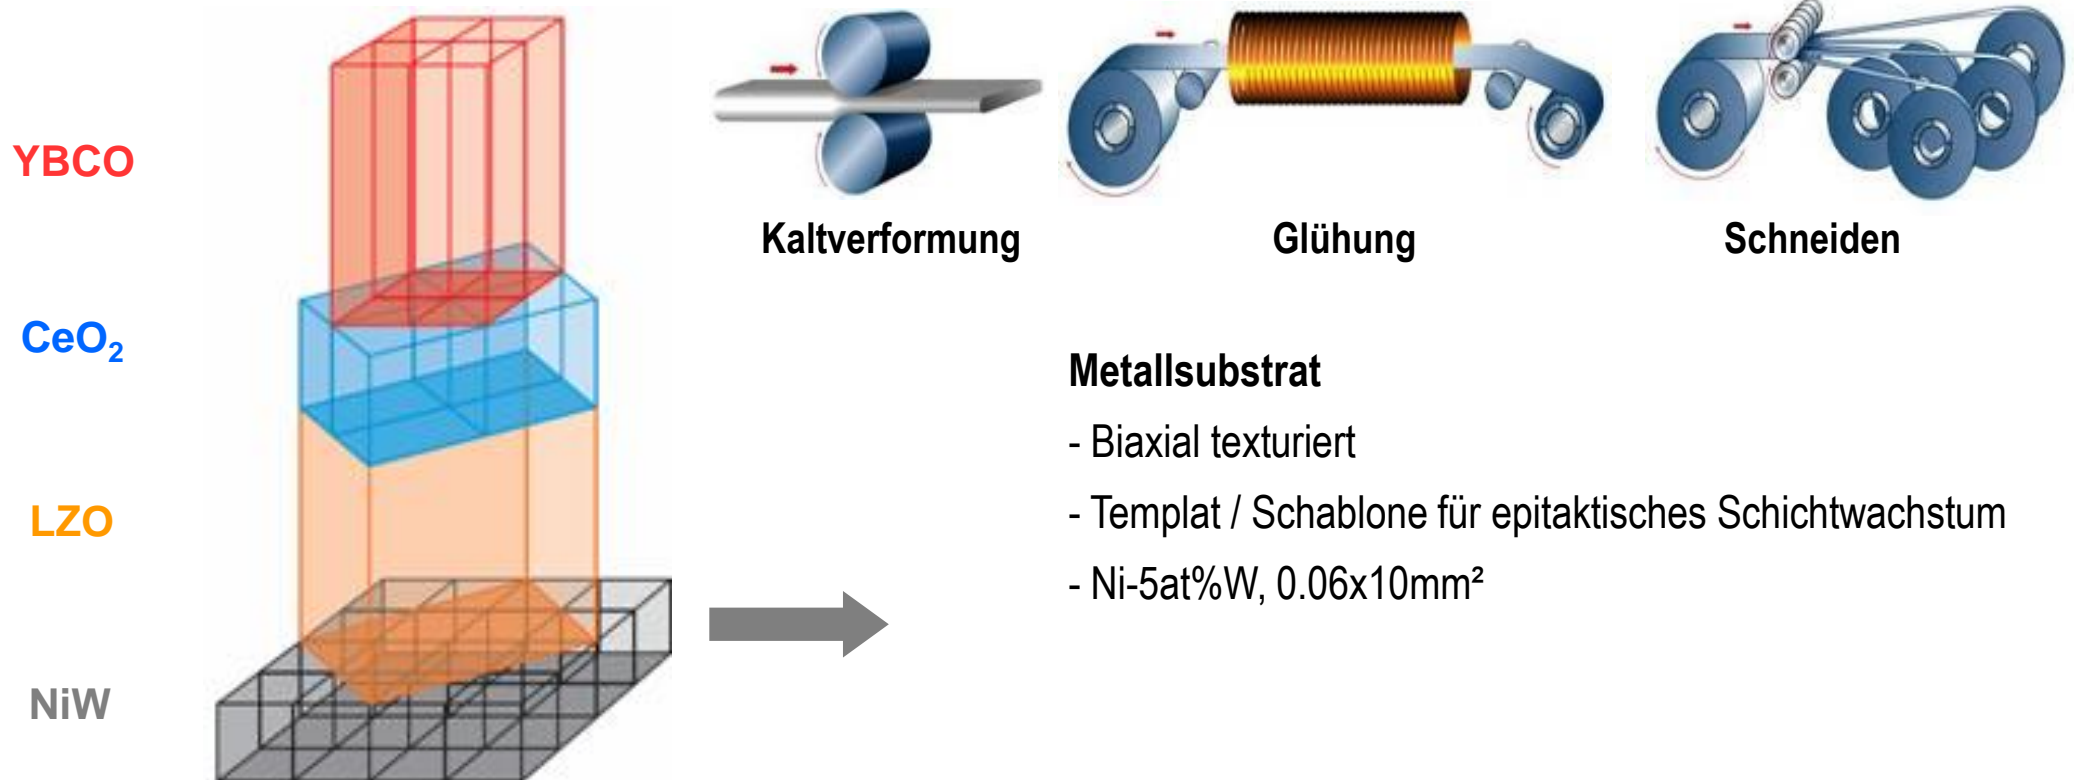 YBCO
CeO₂
LZO
NiW
Kaltverformung
Glühung
Schneiden
Metallsubstrat
- Biaxial texturiert
- Templat / Schablone für epitaktisches Schichtwachstum
- Ni-5at%W, 0.06x10mm²